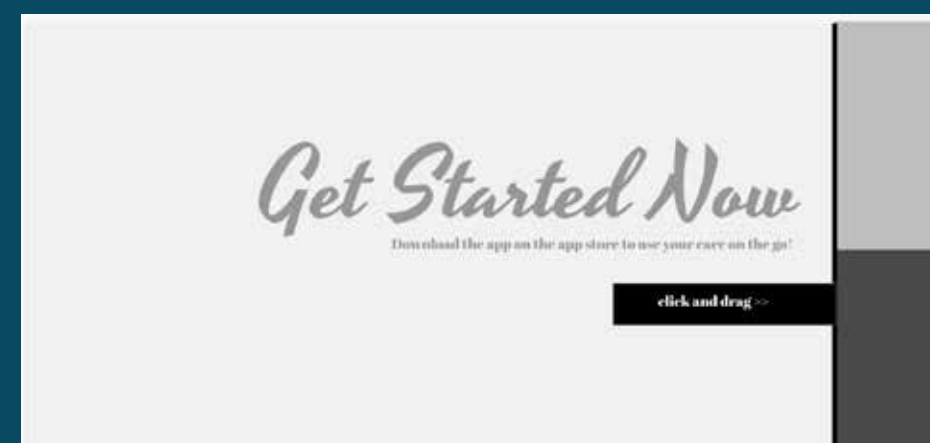 Get Started Now
Download the app on the app store to use your care on the go!
click and drag >>